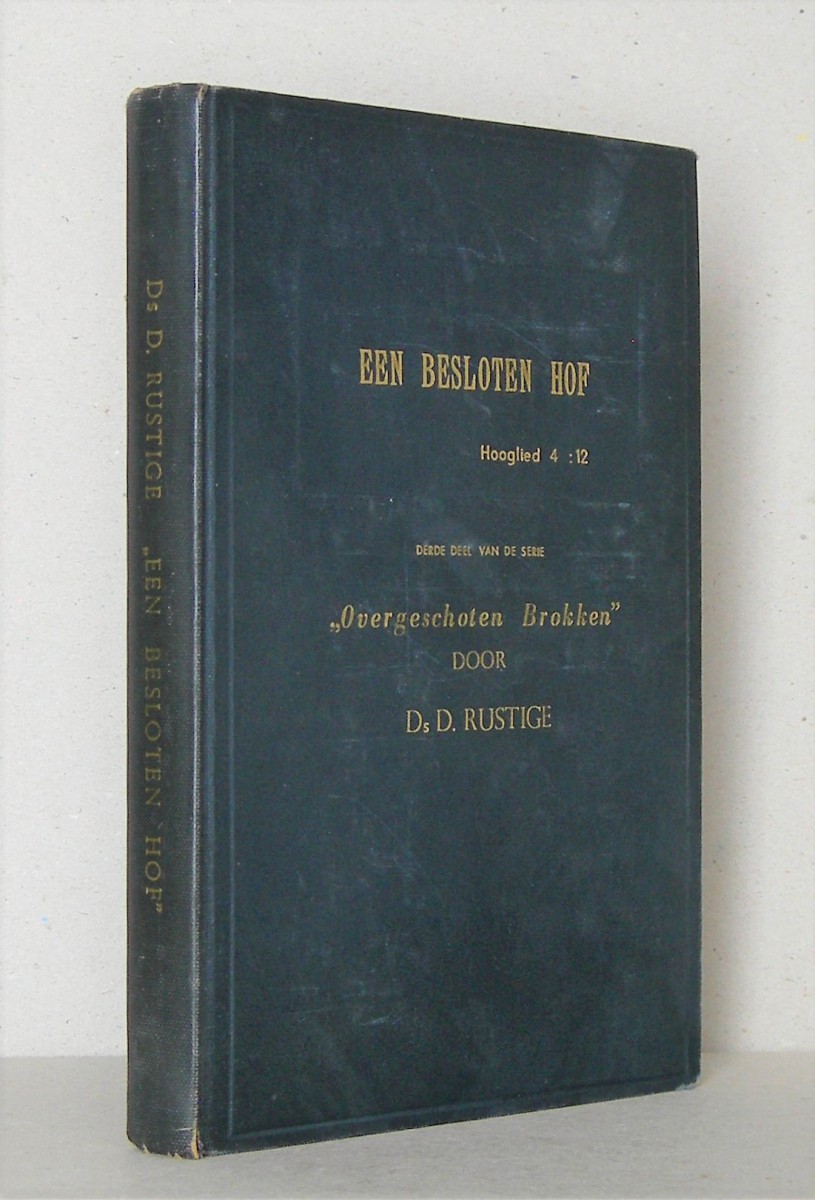 Ds D. RUSTIGE „EEN BESLOTEN HOF”
EEN BESLOTEN HOF
Hooglied 4 :12
DERDE DEEL VAN DE SERIE
„Overgeschoten Brokken”
DOOR
Ds D. RUSTIGE